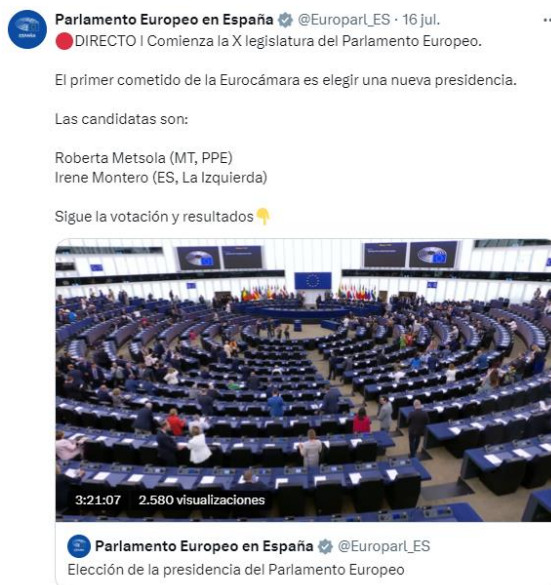 Parlamento Europeo en España @Europarl_ES · 16 jul.
DIRECTO I Comienza la X legislatura del Parlamento Europeo.
El primer cometido de la Eurocámara es elegir una nueva presidencia.
Las candidatas son:
Roberta Metsola (MT, PPE)
Irene Montero (ES, La Izquierda)
Sigue la votación y resultados👇
3:21:07 2.580 visualizaciones
Parlamento Europeo en España @Europarl_ES
Elección de la presidencia del Parlamento Europeo